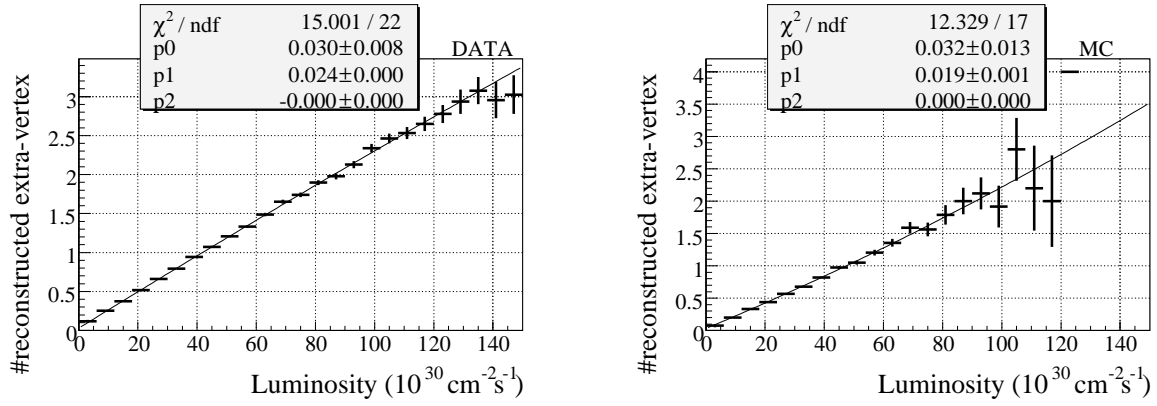 χ² / ndf 15.001 / 22
p0 0.030±0.008
p1 0.024±0.000
p2 -0.000±0.000
DATA
#reconstructed extra-vertex
3
2.5
2
1.5
1
0.5
0
0 20 40 60 80 100 120 140
Luminosity (10³⁰ cm⁻²s⁻¹)
χ² / ndf 12.329 / 17
p0 0.032±0.013
p1 0.019±0.001
p2 0.000±0.000
MC
#reconstructed extra-vertex
4
3.5
3
2.5
2
1.5
1
0.5
0
0 20 40 60 80 100 120 140
Luminosity (10³⁰ cm⁻²s⁻¹)